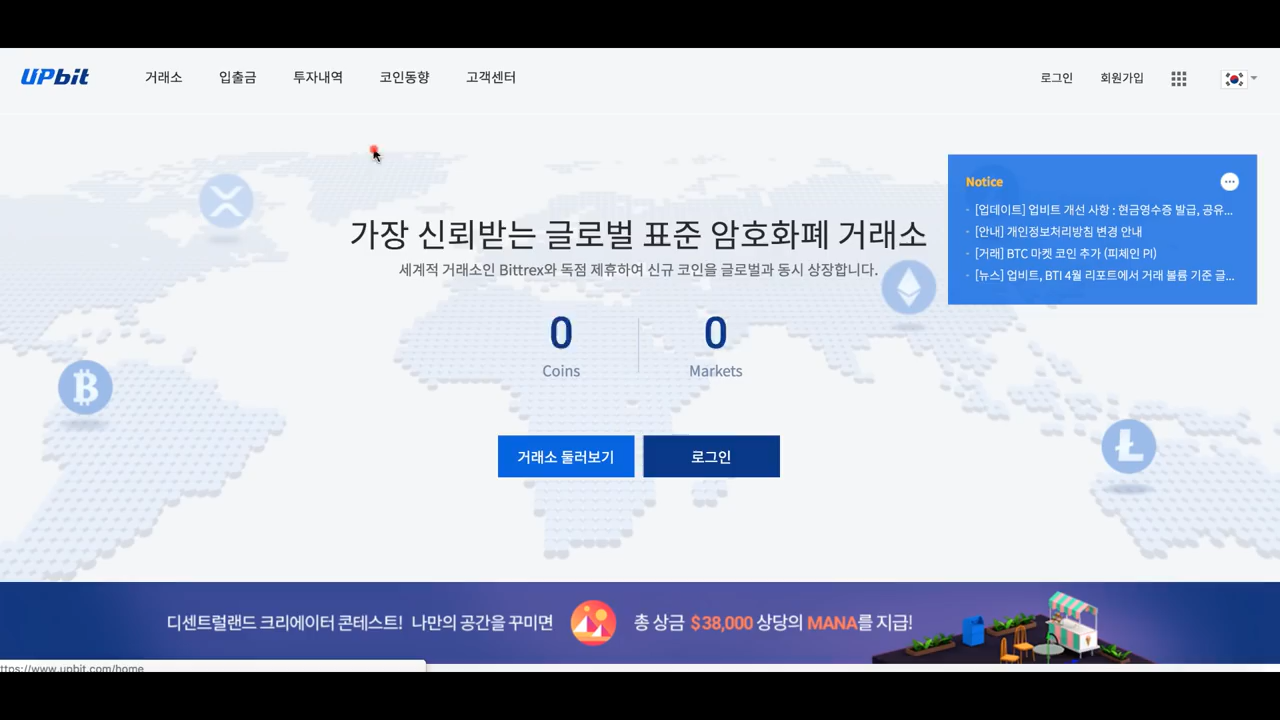 UPbit
거래소 입출금 투자내역 코인동향 고객센터 로그인 회원가입
Notice
[업데이트] 업비트 개선 사항 : 현금영수증 발급, 공유...
[안내] 개인정보처리방침 변경 안내
[거래] BTC 마켓 코인 추가 (피체인 PI)
[뉴스] 업비트, BTI 4월 리포트에서 거래 볼륨 기준 글...
가장 신뢰받는 글로벌 표준 암호화폐 거래소
세계적 거래소인 Bittrex와 독점 제휴하여 신규 코인을 글로벌과 동시 상장합니다.
0 0
Coins Markets
거래소 둘러보기 로그인
디센트럴랜드 크리에이터 콘테스트! 나만의 공간을 꾸미면 총 상금 $38,000 상당의 MANA를 지급!
ttps://www.upbit.com/home